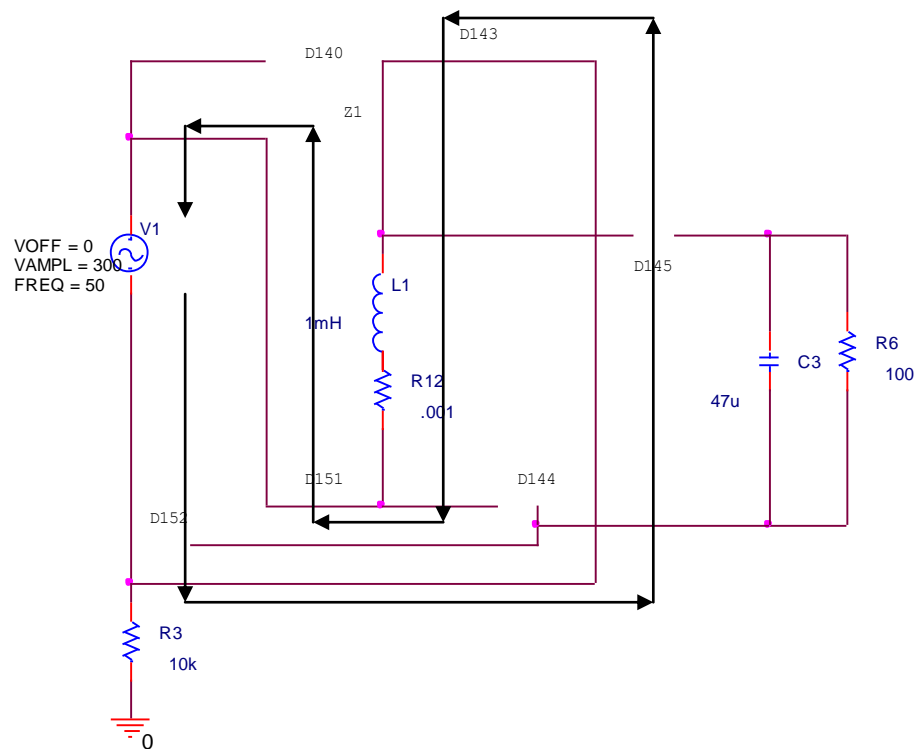 D143
D140
Z1
V1
VOFF = 0
VAMPL = 300
FREQ = 50
D145
L1
1mH
R6
100
C3
47u
R12
.001
D151
D144
D152
R3
10k
0